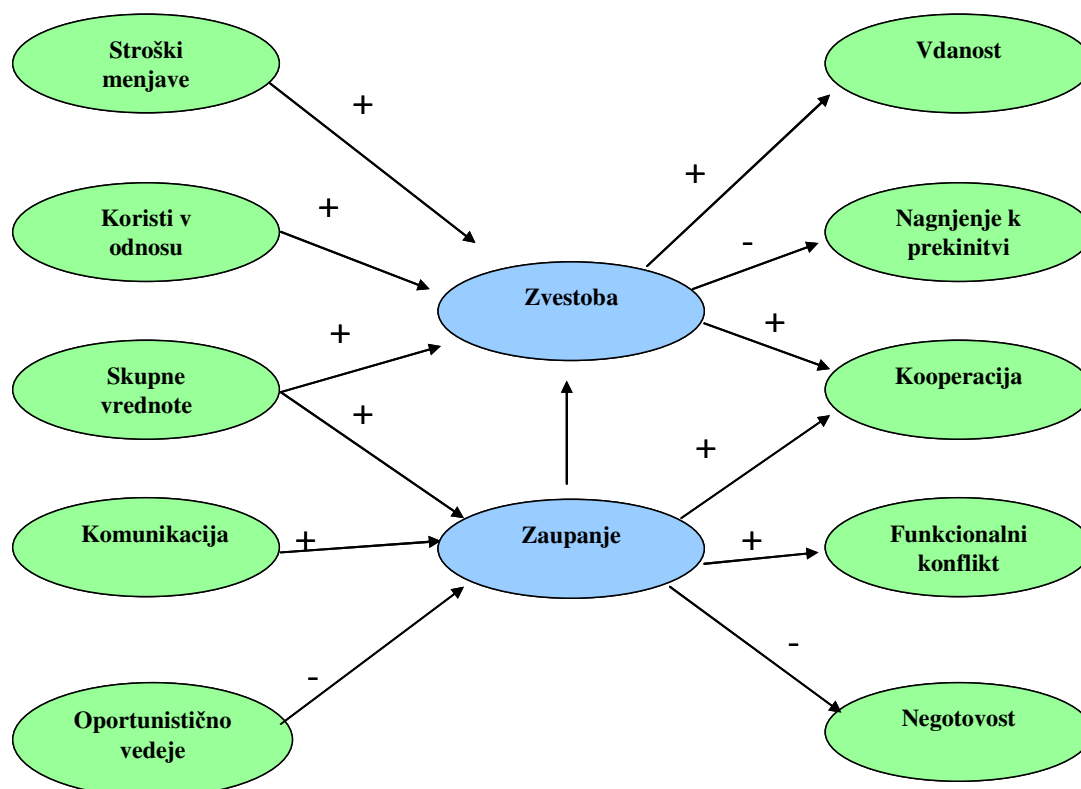 Stroški
menjave
+
Vdanost
+
Koristi v
odnosu
+
Nagnjenje k
prekinitvi
-
Zvestoba
+
Skupne
vrednote
+
+
Kooperacija
+
Komunikacija
+
Zaupanje
+
Funkcionalni
konflikt
-
Oportunistično
vedeje
-
Negotovost